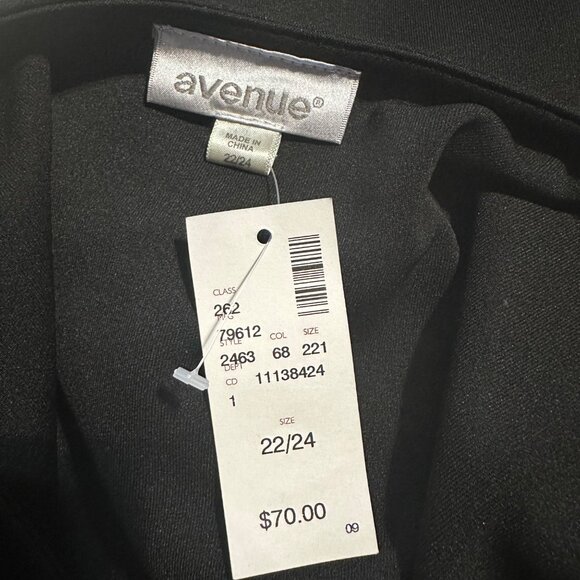 avenue®
MADE IN
CHINA
22/24
CLASS
262
MFG
79612
STYLE COL SIZE
2463 68 221
DEPT
CD 11138424
1
SIZE
22/24
$70.00
09